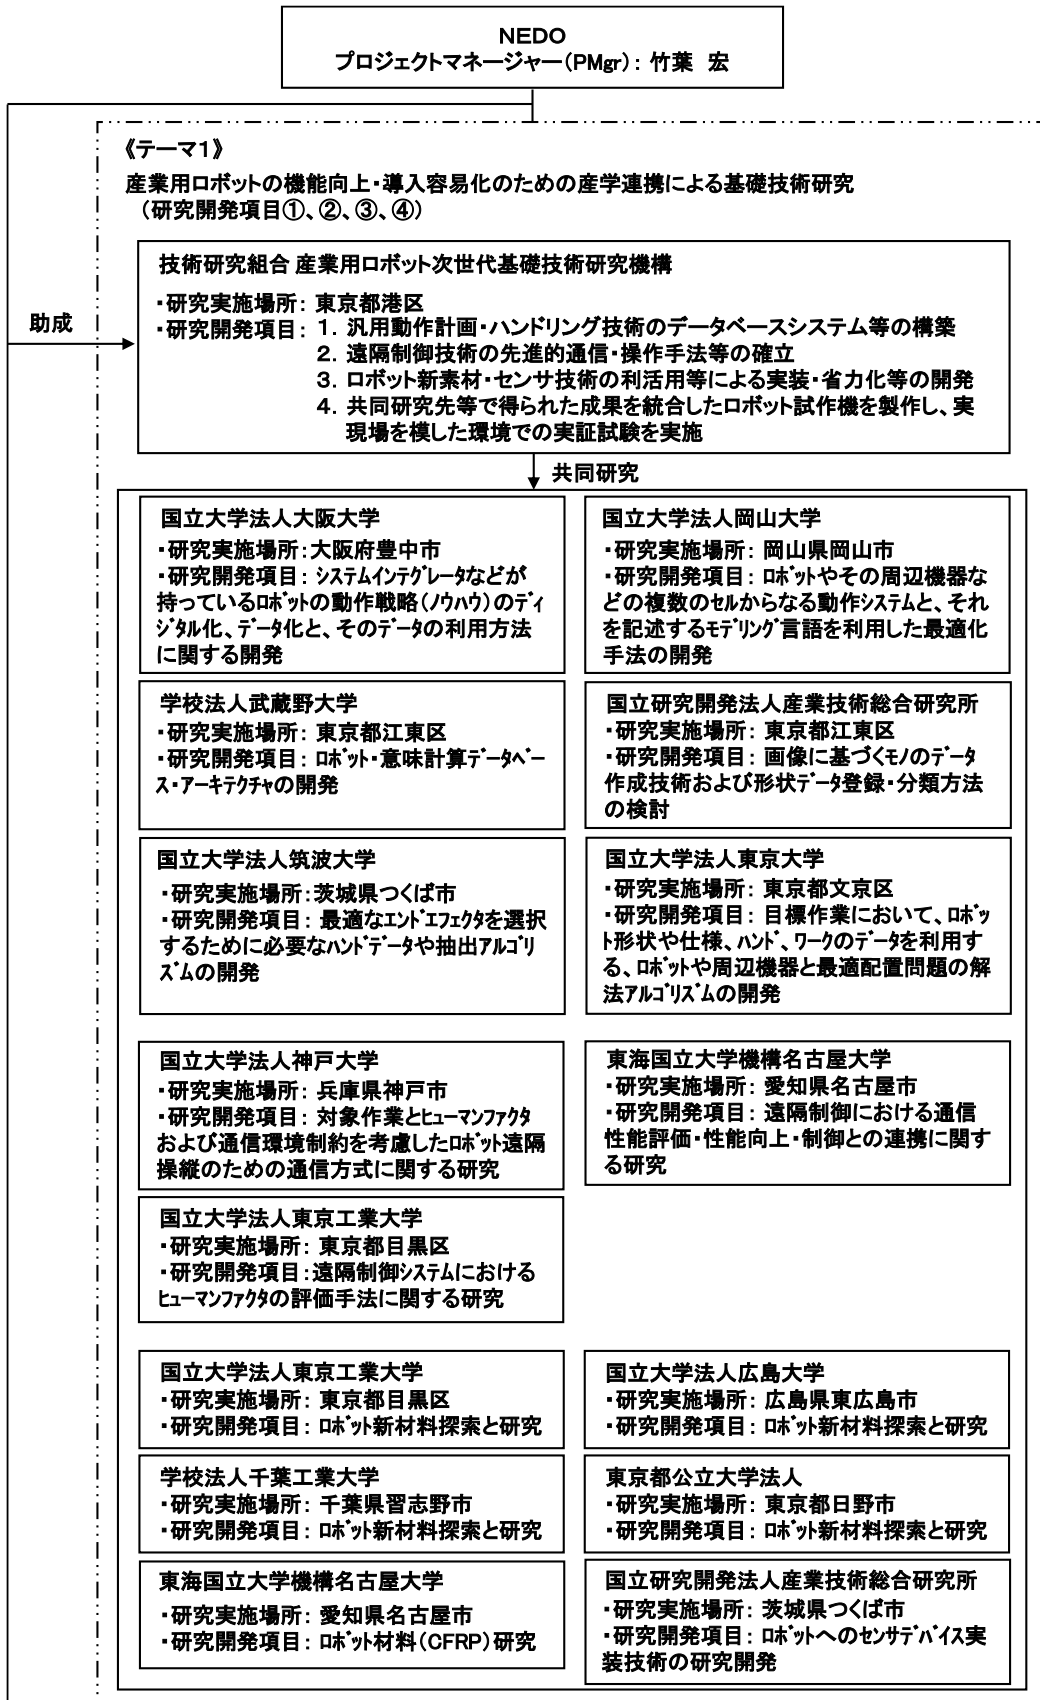 NEDO
プロジェクトマネージャー(PMgr): 竹葉 宏
《テーマ1》
産業用ロボットの機能向上・導入容易化のための産学連携による基礎技術研究
(研究開発項目①、②、③、④)
助成
技術研究組合 産業用ロボット次世代基礎技術研究機構
・研究実施場所: 東京都港区
・研究開発項目: 1. 汎用動作計画・ハンドリング技術のデータベースシステム等の構築
2. 遠隔制御技術の先進的通信・操作手法等の確立
3. ロボット新素材・センサ技術の利活用等による実装・省力化等の開発
4. 共同研究先等で得られた成果を統合したロボット試作機を製作し、実
現場を模した環境での実証試験を実施
共同研究
国立大学法人大阪大学
・研究実施場所:大阪府豊中市
・研究開発項目: システムインテグレータなどが
持っているロボットの動作戦略(ノウハウ)のディ
ジタル化、データ化と、そのデータの利用方法
に関する開発
国立大学法人岡山大学
・研究実施場所: 岡山県岡山市
・研究開発項目: ロボットやその周辺機器な
どの複数のセルからなる動作システムと、それ
を記述するモデリング言語を利用した最適化
手法の開発
学校法人武蔵野大学
・研究実施場所: 東京都江東区
・研究開発項目: ロボット・意味計算データベー
ス・アーキテクチャの開発
国立研究開発法人産業技術総合研究所
・研究実施場所: 東京都江東区
・研究開発項目: 画像に基づくモノのデータ
作成技術および形状データ登録・分類方法
の検討
国立大学法人筑波大学
・研究実施場所:茨城県つくば市
・研究開発項目: 最適なエンドエフェクタを選択
するために必要なハンドデータや抽出アルゴリ
ズムの開発
国立大学法人東京大学
・研究実施場所: 東京都文京区
・研究開発項目: 目標作業において、ロボッ
ト形状や仕様、ハンド、ワークのデータを利用す
る、ロボットや周辺機器と最適配置問題の解
法アルゴリズムの開発
国立大学法人神戸大学
・研究実施場所: 兵庫県神戸市
・研究開発項目: 対象作業とヒューマンファクタ
および通信環境制約を考慮したロボット遠隔
操縦のための通信方式に関する研究
東海国立大学機構名古屋大学
・研究実施場所: 愛知県名古屋市
・研究開発項目: 遠隔制御における通信
性能評価・性能向上・制御との連携に関す
る研究
国立大学法人東京工業大学
・研究実施場所: 東京都目黒区
・研究開発項目:遠隔制御システムにおける
ヒューマンファクタの評価手法に関する研究
国立大学法人東京工業大学
・研究実施場所: 東京都目黒区
・研究開発項目: ロボット新材料探索と研究
国立大学法人広島大学
・研究実施場所: 広島県東広島市
・研究開発項目: ロボット新材料探索と研究
学校法人千葉工業大学
・研究実施場所: 千葉県習志野市
・研究開発項目: ロボット新材料探索と研究
東京都公立大学法人
・研究実施場所: 東京都日野市
・研究開発項目: ロボット新材料探索と研究
東海国立大学機構名古屋大学
・研究実施場所: 愛知県名古屋市
・研究開発項目: ロボット材料(CFRP)研究
国立研究開発法人産業技術総合研究所
・研究実施場所: 茨城県つくば市
・研究開発項目: ロボットへのセンサデバイス実
装技術の研究開発